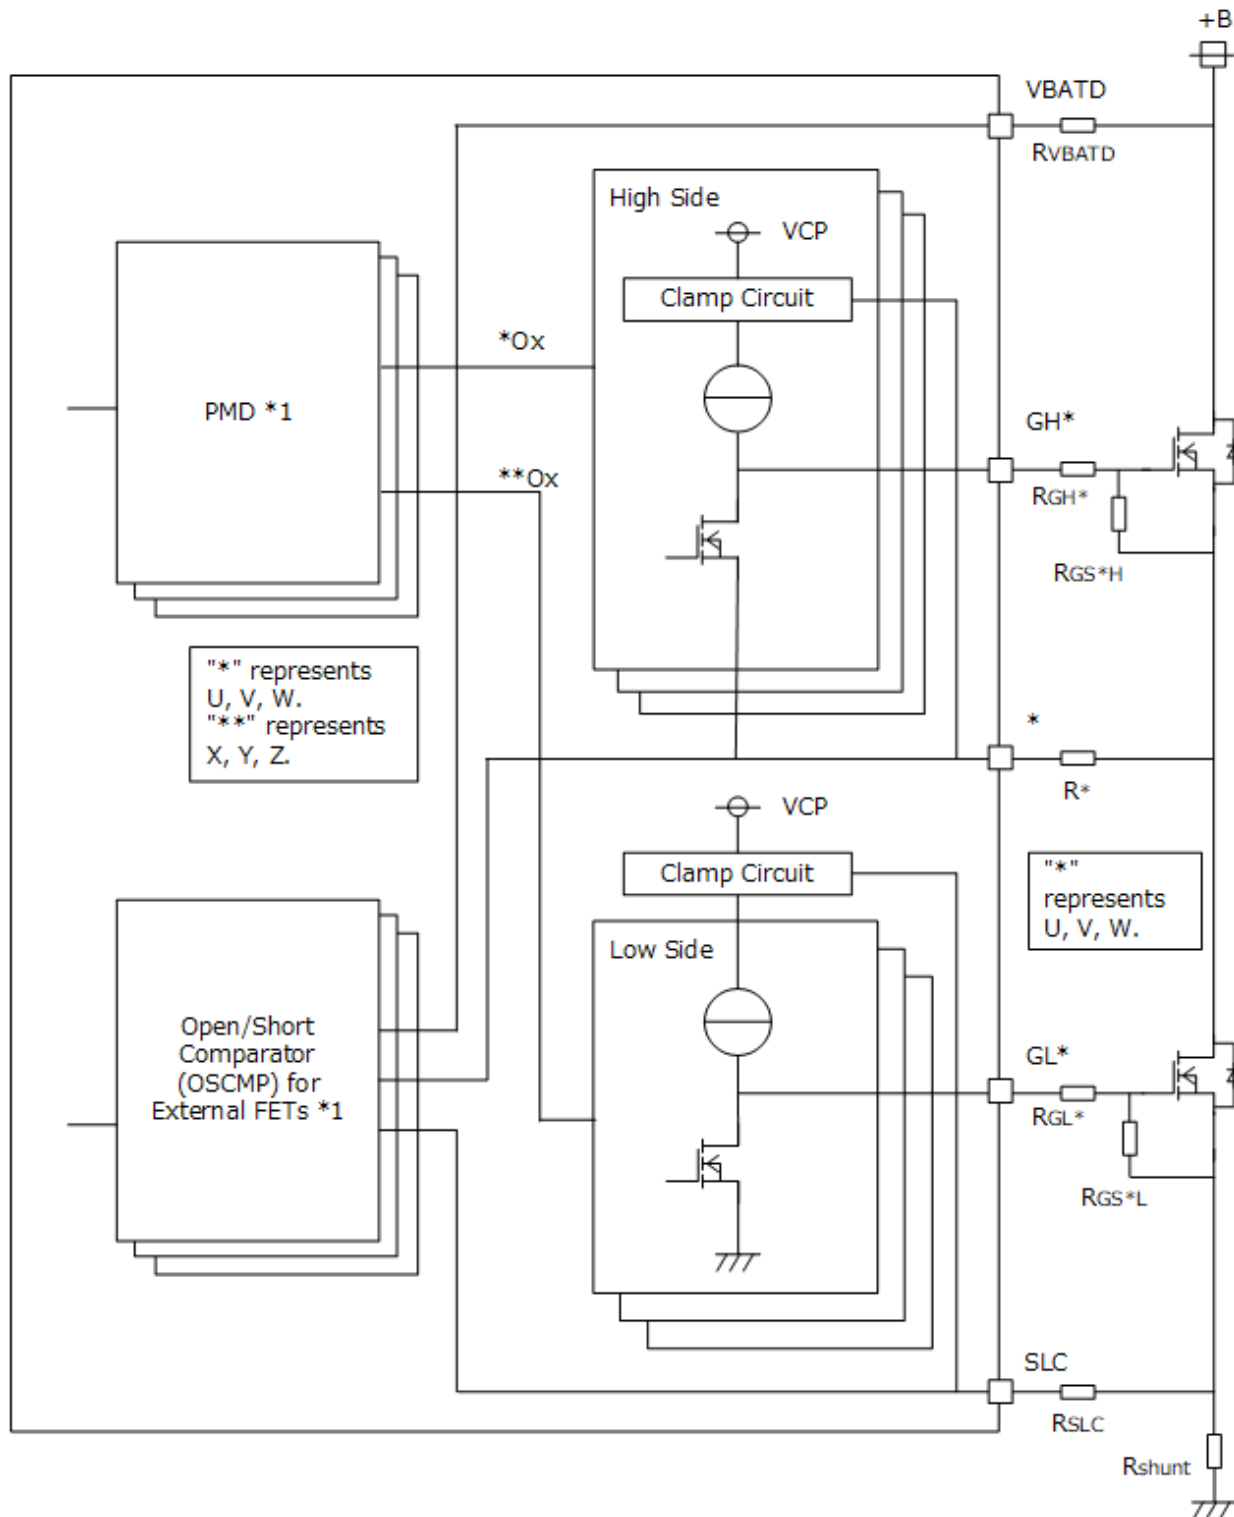 +B
VBATD
RVBATD
High Side
VCP
Clamp Circuit
*Ox
PMD *1
GH*
**Ox
RGH*
RGS*H
"*" represents
U, V, W.
"**" represents
X, Y, Z.
*
R*
VCP
Clamp Circuit
"*"
represents
U, V, W.
Low Side
Open/Short
Comparator
(OSCMP) for
External FETs *1
GL*
RGL*
RGS*L
SLC
RSLC
Rshunt